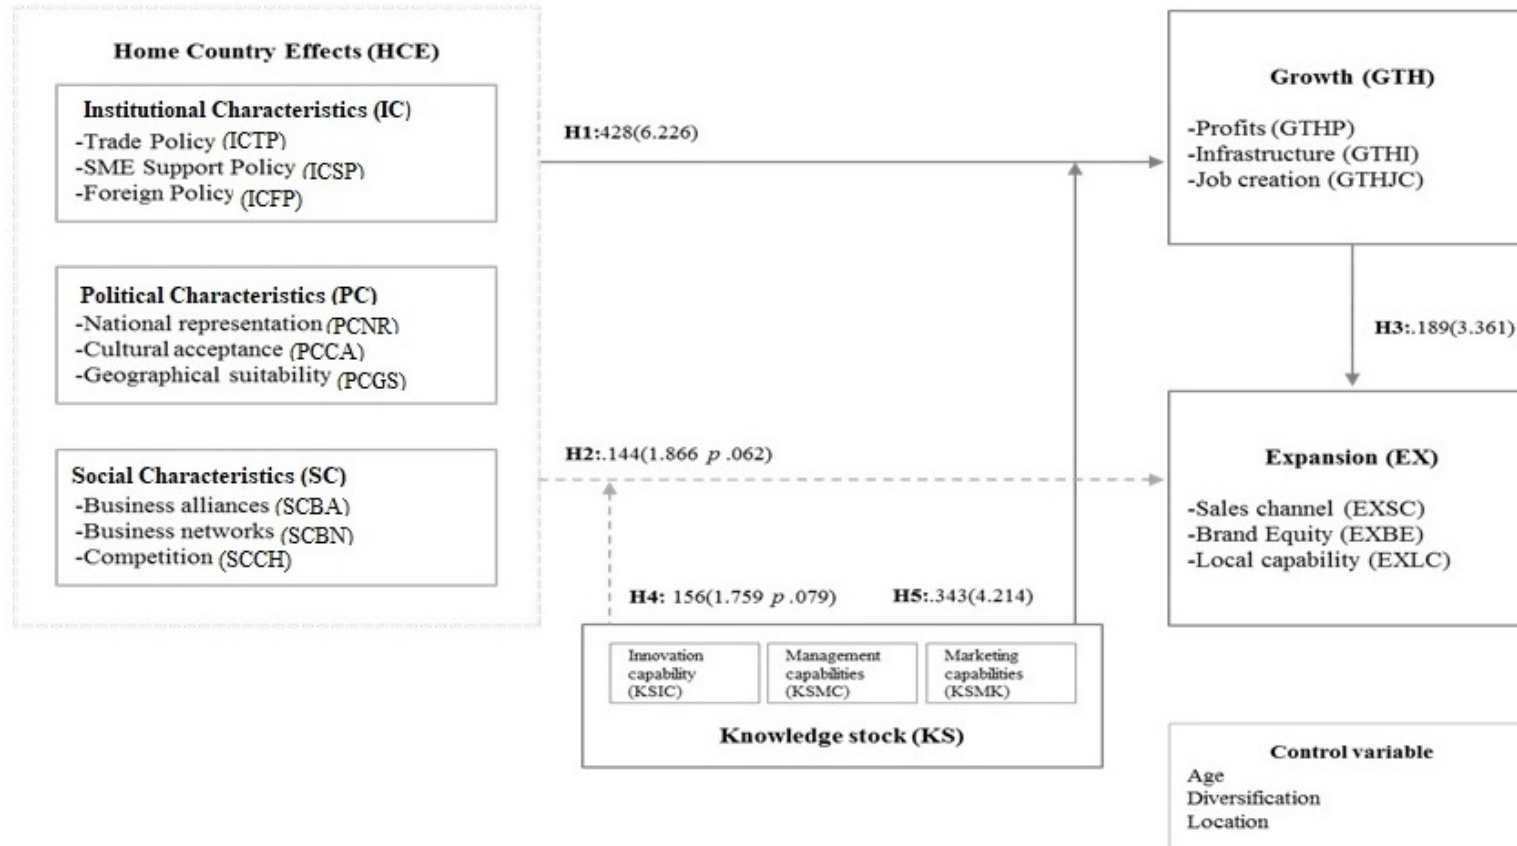 Home Country Effects (HCE)
Institutional Characteristics (IC)
-Trade Policy (ICTP)
-SME Support Policy (ICSP)
-Foreign Policy (ICFP)
Political Characteristics (PC)
-National representation (PCNR)
-Cultural acceptance (PCCA)
-Geographical suitability (PCGS)
Social Characteristics (SC)
-Business alliances (SCBA)
-Business networks (SCBN)
-Competition (SCCH)
H1:428(6.226)
H2:.144(1.866 p .062)
H4: 156(1.759 p .079)
H5:.343(4.214)
Innovation
capability
(KSIC)
Management
capabilities
(KSMC)
Marketing
capabilities
(KSMK)
Knowledge stock (KS)
Growth (GTH)
-Profits (GTHP)
-Infrastructure (GTHI)
-Job creation (GTHJC)
H3:.189(3.361)
Expansion (EX)
-Sales channel (EXSC)
-Brand Equity (EXBE)
-Local capability (EXLC)
Control variable
Age
Diversification
Location